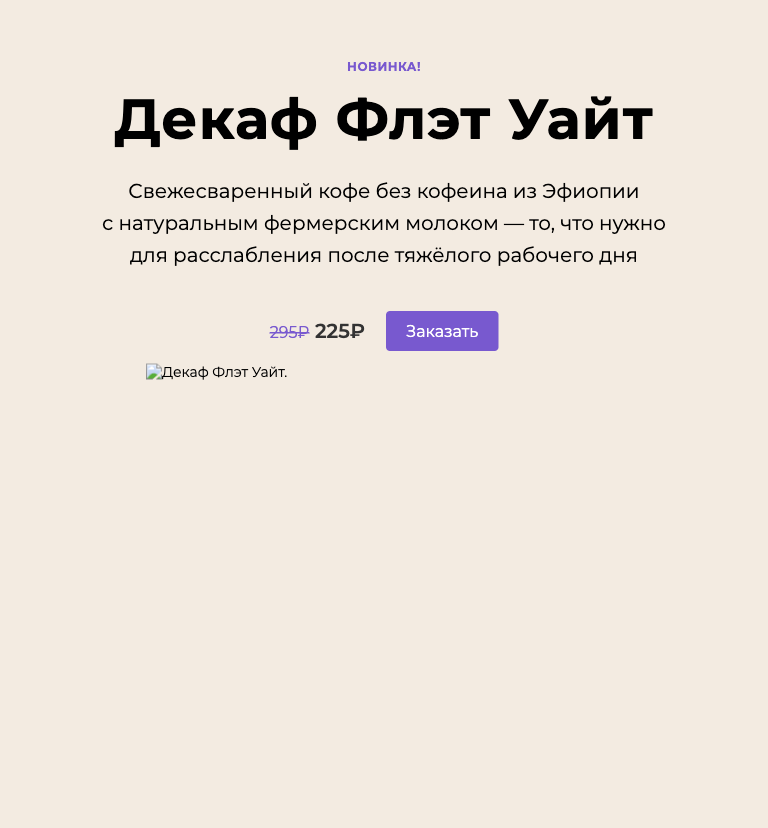 НОВИНКА!
Декаф Флэт Уайт
Свежесваренный кофе без кофеина из Эфиопии
с натуральным фермерским молоком — то, что нужно
для расслабления после тяжёлого рабочего дня
295₽ 225₽ Заказать
Декаф Флэт Уайт.